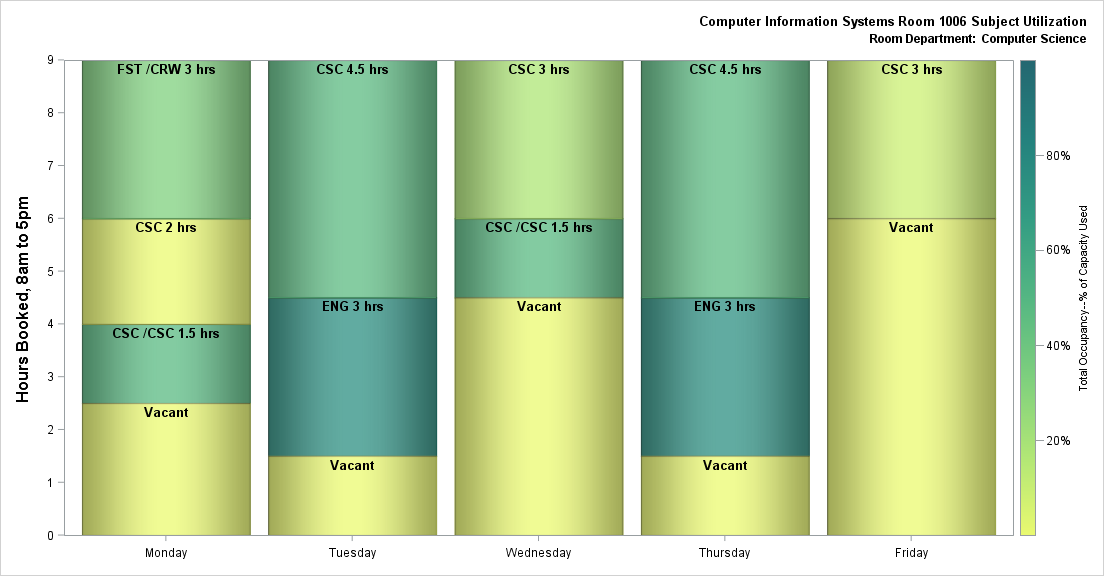 Computer Information Systems Room 1006 Subject Utilization
Room Department: Computer Science
Hours Booked, 8am to 5pm
9
8
7
6
5
4
3
2
1
0
FST /CRW 3 hrs
CSC 2 hrs
CSC /CSC 1.5 hrs
Vacant
CSC 4.5 hrs
ENG 3 hrs
Vacant
CSC 3 hrs
CSC /CSC 1.5 hrs
Vacant
CSC 4.5 hrs
ENG 3 hrs
Vacant
CSC 3 hrs
Vacant
Monday
Tuesday
Wednesday
Thursday
Friday
80%
60%
40%
20%
Total Occupancy--% of Capacity Used